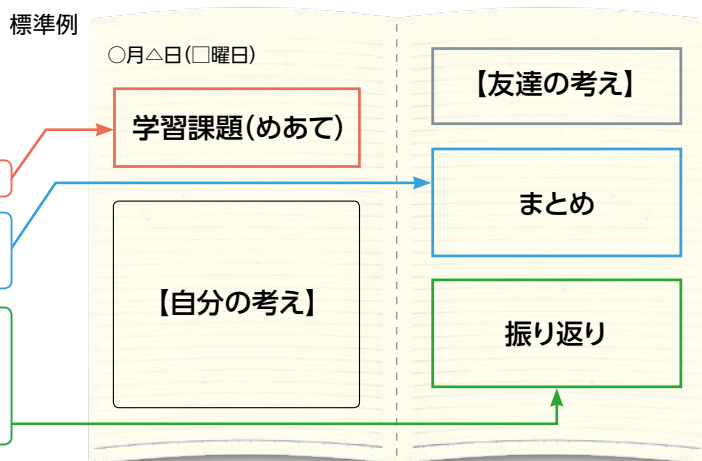 標準例
○月△日(□曜日)
学習課題(めあて)
【自分の考え】
【友達の考え】
まとめ
振り返り